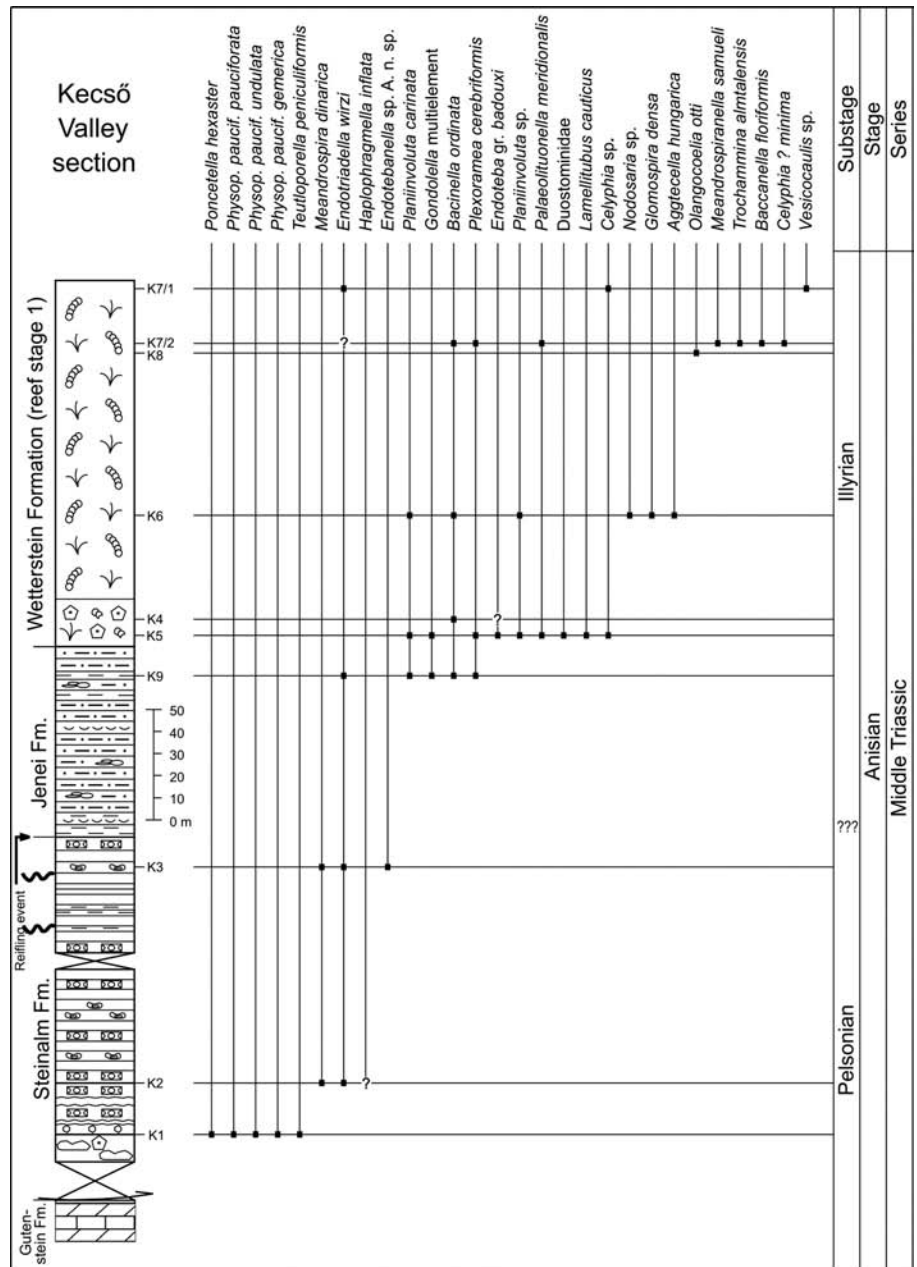 Kecső
Valley
section
Poncetella hexaster
Physop. paucif. pauciforata
Physop. paucif. undulata
Physop. paucif. gemerica
Teutloporella peniculiformis
Meandrospira dinarica
Endotriadella wirzi
Haplophragmella inflata
Endotebanella sp. A. n. sp.
Planiinvoluta carinata
Gondolella multielement
Bacinella ordinata
Plexoramea cerebriformis
Endoteba gr. badouxi
Planiinvoluta sp.
Palaeolituonella meridionalis
Duostominidae
Lamellitubus cauticus
Celyphia sp.
Nodosaria sp.
Glomospira densa
Aggtecella hungarica
Olangocoelia otti
Meandrospiranella samueli
Trochammina almtalensis
Baccanella floriformis
Celyphia ? minima
Vesicocaulis sp.
Substage
Stage
Series
Wetterstein Formation (reef stage 1)
Jenei Fm.
Reifling event
Steinalm Fm.
Guten-
stein Fm.
K7/1
K7/2
?
K8
K6
K4
?
K5
K9
50
40
30
20
10
0 m
K3
K2
?
K1
Illyrian
???
Pelsonian
Anisian
Middle Triassic